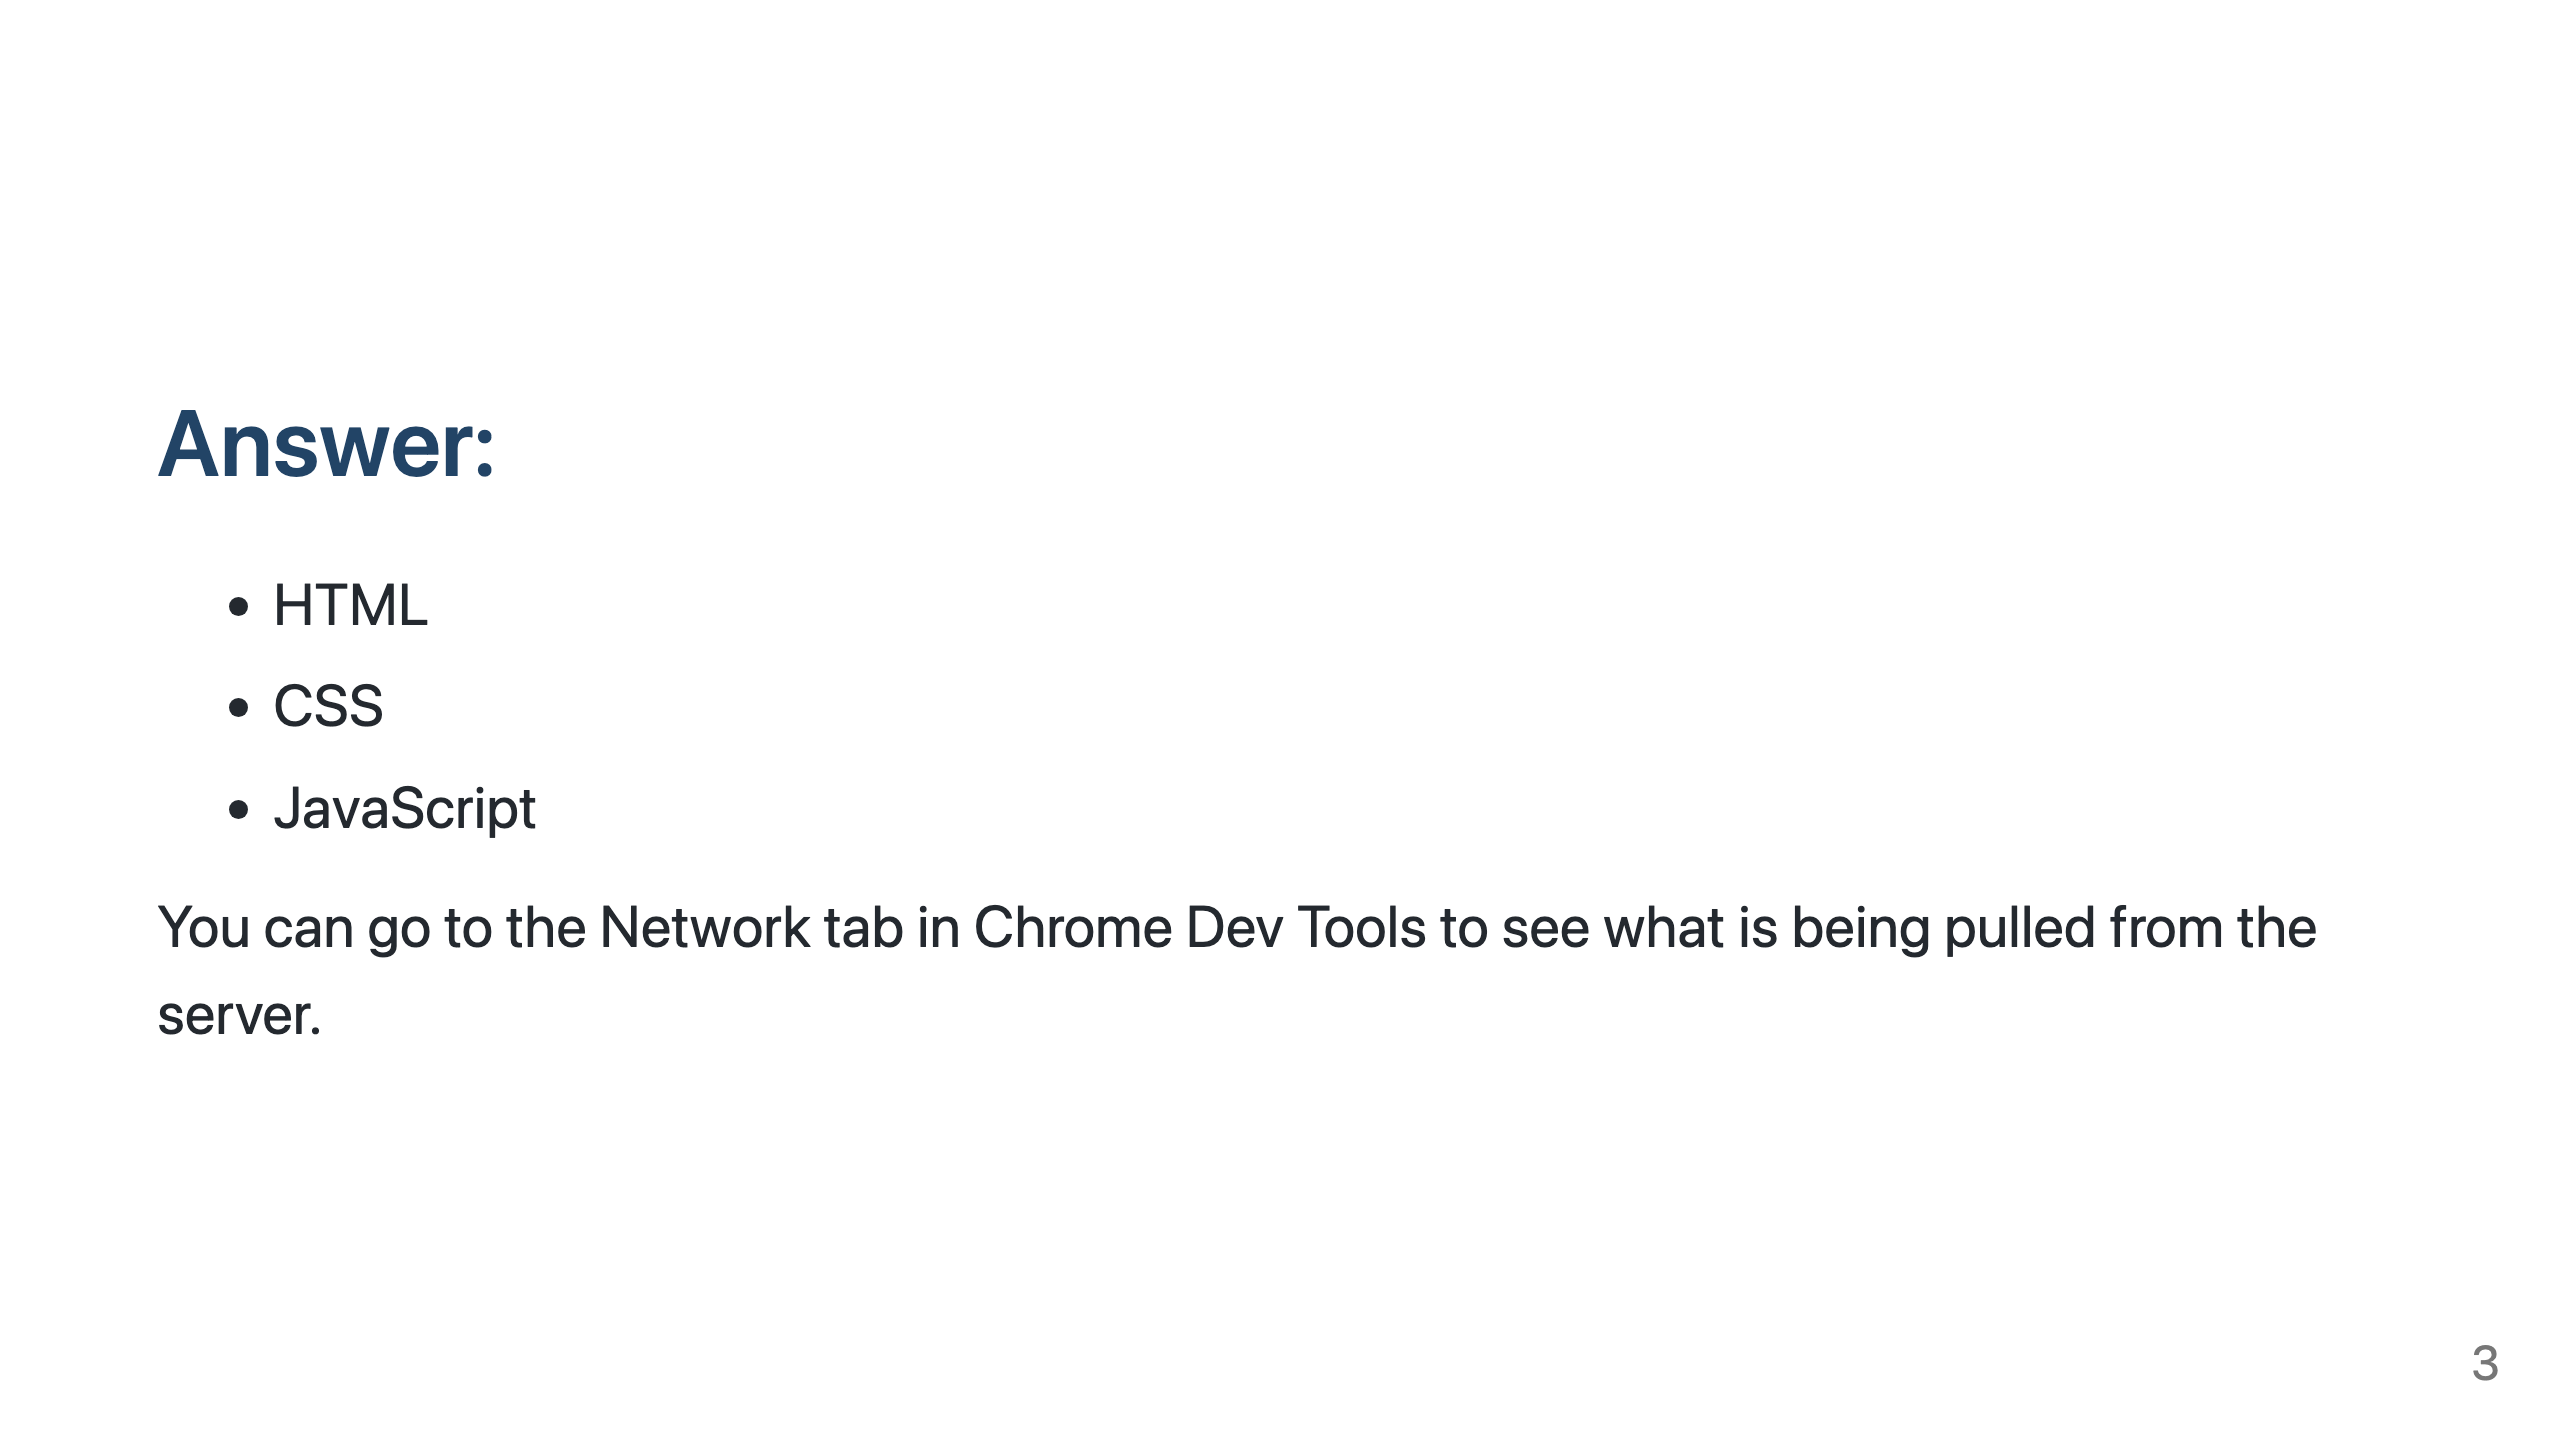 Answer:
• HTML
• CSS
• JavaScript
You can go to the Network tab in Chrome Dev Tools to see what is being pulled from the
server.
3